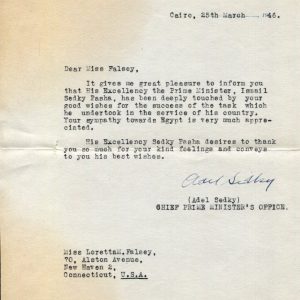 Cairo, 25th March 1946.
Dear Miss Falsey,
It gives me great pleasure to inform you
that His Excellency the Prime Minister, Ismail
Sedky Pasha, has been deeply touched by your
good wishes for the success of the task which
he undertook in the service of his country.
Your sympathy towards Egypt is very much appre-
ciated.
His Excellency Sedky Pasha desires to thank
you so much for your kind feelings and conveys
to you his best wishes.
Adel Sedky
(Adel Sedky)
CHIEF PRIME MINISTER'S OFFICE.
Miss LorettaM.Falsey,
70, Alston Avenue,
New Haven 2,
Connecticut, U.S.A.